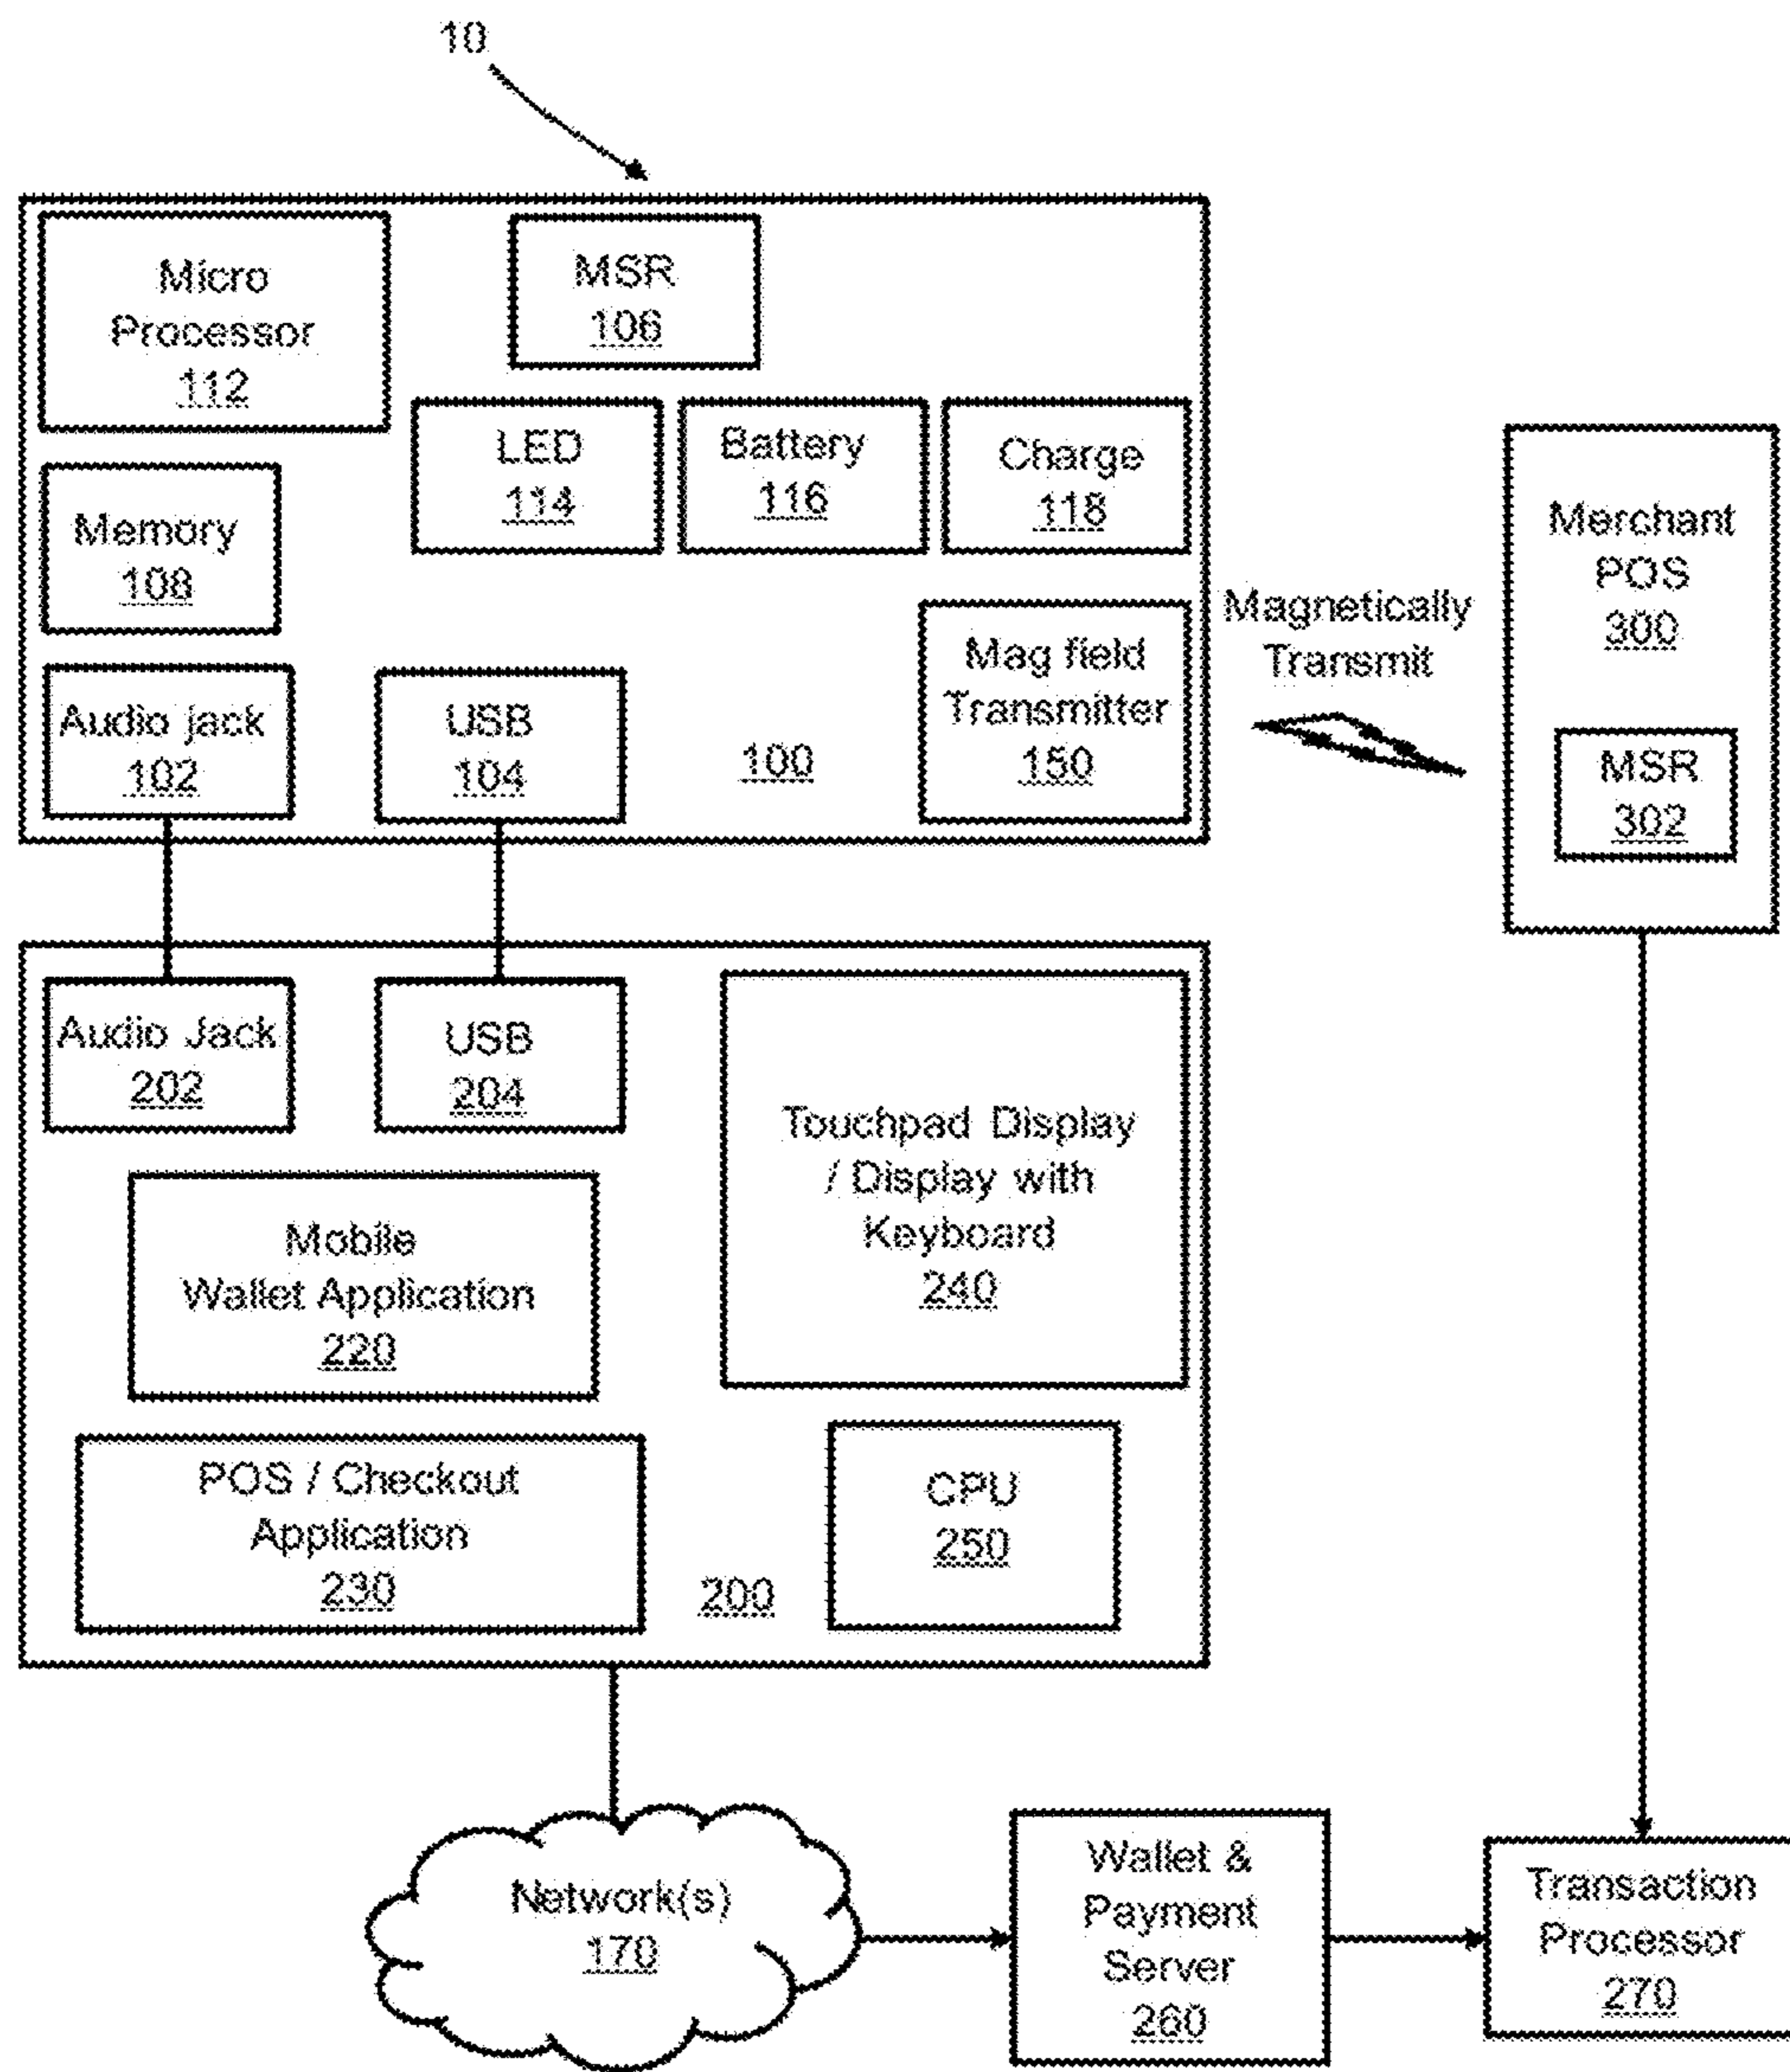 10
Micro
Processor
112
MSR
106
LED
114
Battery
116
Charge
118
Memory
108
Audio jack
102
USB
104
100
Mag field
Transmitter
150
Magnetically
Transmit
Merchant
POS
300
MSR
302
Audio Jack
202
USB
204
Touchpad Display
/ Display with
Keyboard
240
Mobile
Wallet Application
220
POS / Checkout
Application
230
200
CPU
250
Network(s)
170
Wallet &
Payment
Server
260
Transaction
Processor
270